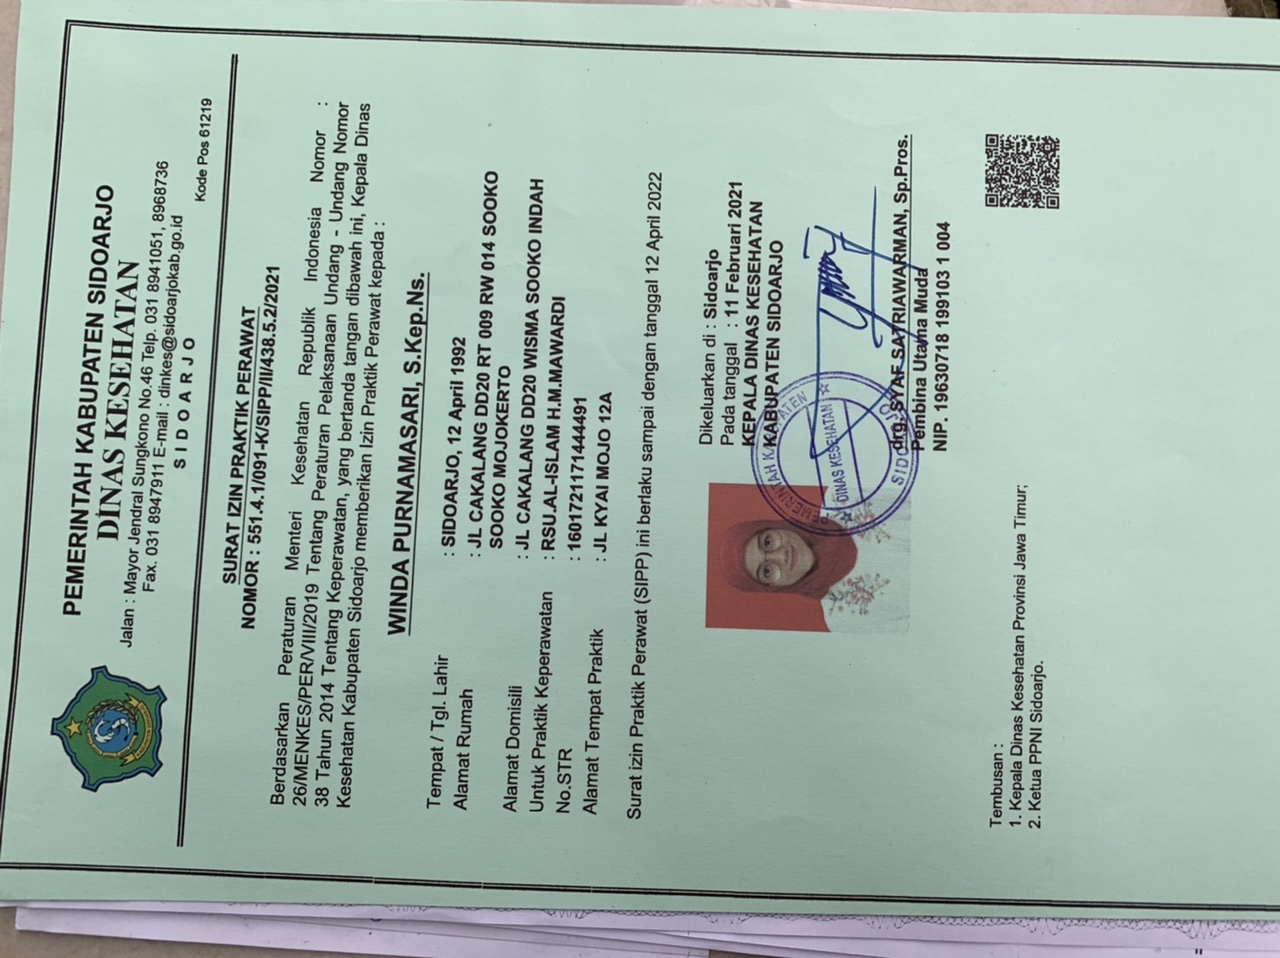 PEMERINTAH KABUPATEN SIDOARJO
DINAS KESEHATAN
Jalan : Mayor Jendral Sungkono No.46 Telp. 031 8941051, 8968736
Fax. 031 8947911 E-mail : dinkes@sidoarjokab.go.id
S I D O A R J O
Kode Pos 61219
SURAT IZIN PRAKTIK PERAWAT
NOMOR : 551.4.1/091-K/SIPP/II/438.5.2/2021
Berdasarkan Peraturan Menteri Kesehatan Republik Indonesia Nomor :
26/MENKES/PER/VIII/2019 Tentang Peraturan Pelaksanaan Undang - Undang Nomor
38 Tahun 2014 Tentang Keperawatan, yang bertanda tangan dibawah ini, Kepala Dinas
Kesehatan Kabupaten Sidoarjo memberikan Izin Praktik Perawat kepada :
WINDA PURNAMASARI, S.Kep.Ns.
Tempat / Tgl. Lahir : SIDOARJO, 12 April 1992
Alamat Rumah : JL CAKALANG DD20 RT 009 RW 014 SOOKO
SOOKO MOJOKERTO
Alamat Domisili : JL CAKALANG DD20 WISMA SOOKO INDAH
Untuk Praktik Keperawatan : RSU.AL-ISLAM H.M.MAWARDI
No.STR : 1601721171444491
Alamat Tempat Praktik : JL KYAI MOJO 12A
Surat izin Praktik Perawat (SIPP) ini berlaku sampai dengan tanggal 12 April 2022
Dikeluarkan di : Sidoarjo
Pada tanggal : 11 Februari 2021
KEPALA DINAS KESEHATAN
KABUPATEN SIDOARJO
PEMERINTAH KABUPATEN
DINAS KESEHATAN
SIDOARJO
drg. SYAF SATRIAWARMAN, Sp.Pros.
Pembina Utama Muda
NIP. 19630718 199103 1 004
Tembusan :
1. Kepala Dinas Kesehatan Provinsi Jawa Timur;
2. Ketua PPNI Sidoarjo.